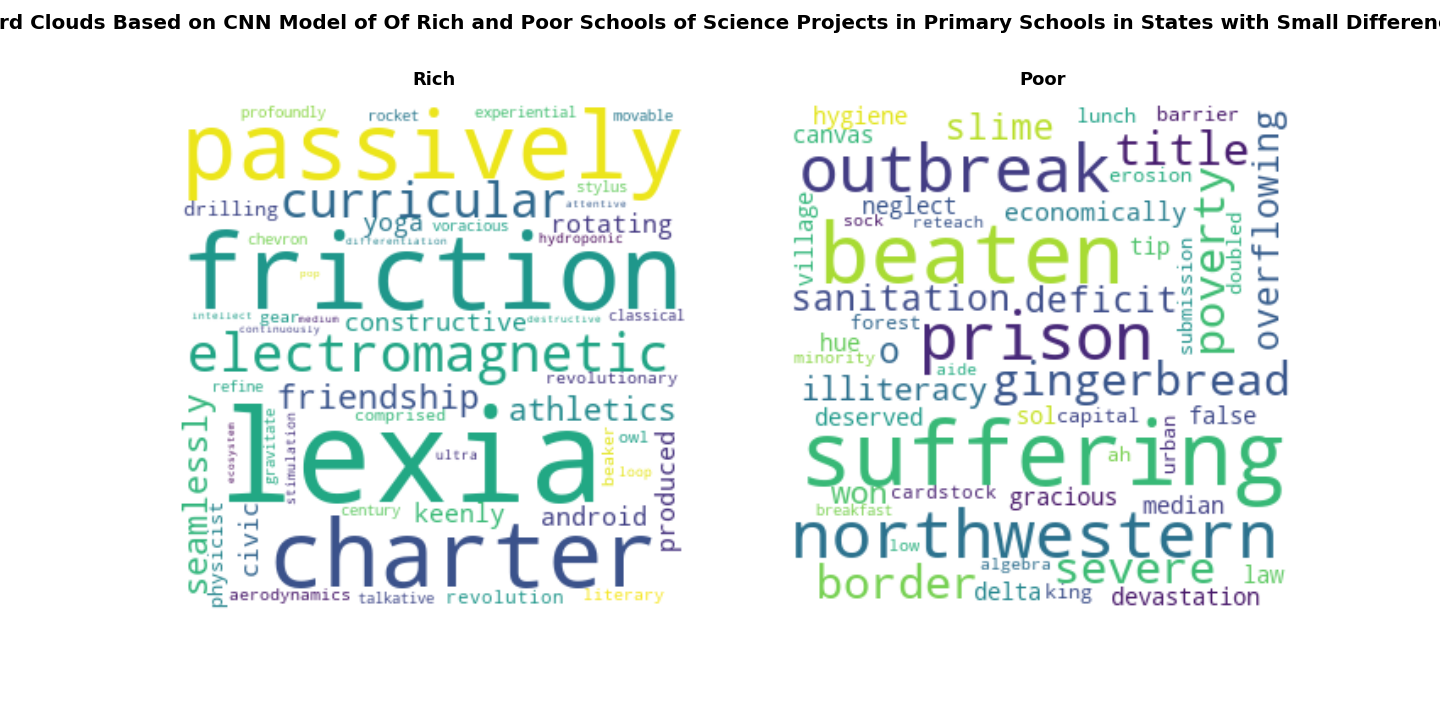 rd Clouds Based on CNN Model of Of Rich and Poor Schools of Science Projects in Primary Schools in States with Small Differen
Rich
profoundly
rocket
experiential
movable
passively
curricular
stylus
attentive
drilling
yoga
voracious
rotating
chevron
differentiation
hydroponic
friction
pop
intellect
gear
medium
constructive
destructive
classical
continuously
electromagnetic
revolutionary
refine
friendship
comprised
athletics
seamlessly
ecosystem
gravitate
stimulation
lexia
ultra
beaker
owl
loop
produced
century
keenly
android
physicist
civic
charter
aerodynamics
talkative
revolution
literary
Poor
hygiene
canvas
slime
lunch
barrier
title
outbreak
erosion
overflowing
village
neglect
sock
reteach
economically
poverty
doubled
beaten
tip
submission
sanitation
deficit
forest
prison
hue
o
minority
aide
illiteracy
gingerbread
deserved
sol
capital
false
urban
suffering
ah
won
cardstock
gracious
median
breakfast
northwestern
low
algebra
severe
law
border
delta
king
devastation